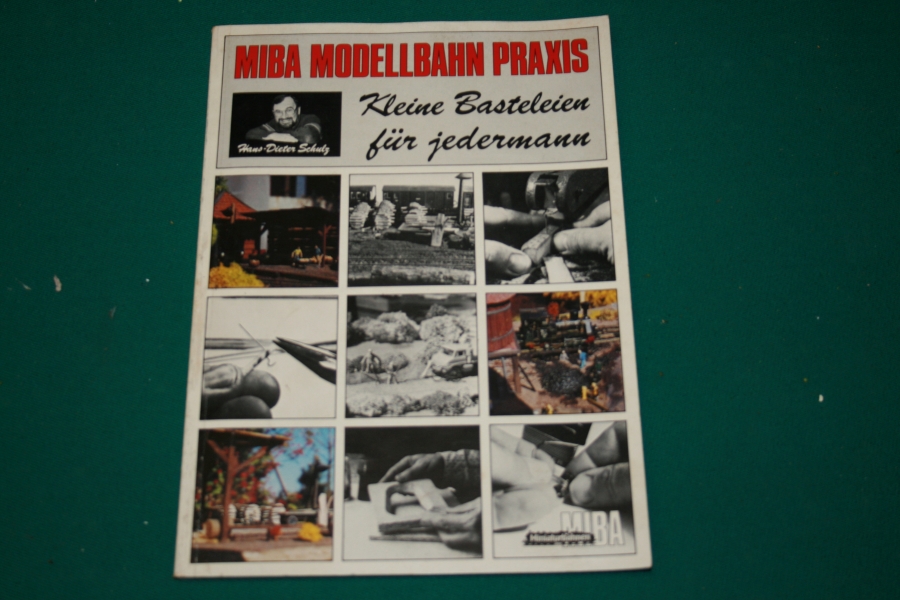 MIBA MODELLBAHN PRAXIS
Kleine Basteleien
für jedermann
Hans-Dieter Schulz
MIBA